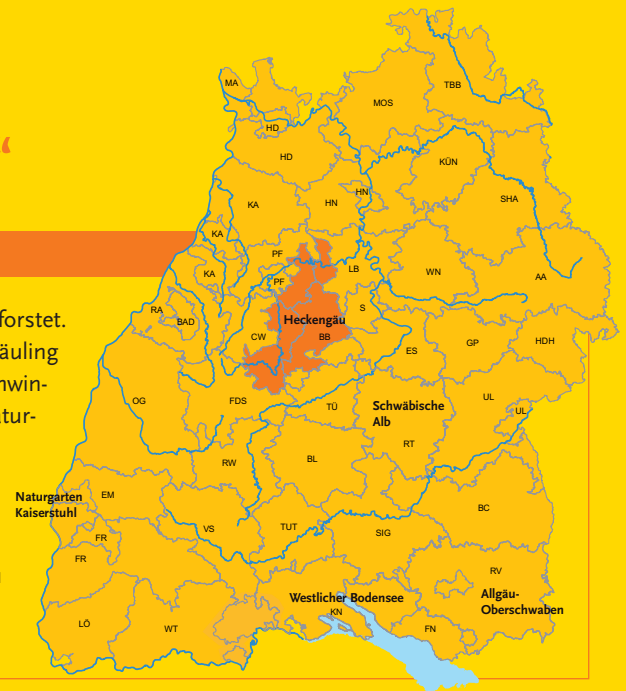 “
forstet.
äuling
nwin-
atur-
MA
TBB
MOS
HD
HD
KÜN
HN
SHA
KA
HN
KA
PF
LB
WN
AA
KA
PF
RA
BAD
S
Heckengäu
CW
BB
ES
GP
HDH
OG
FDS
TÜ
Schwäbische
Alb
UL
UL
RT
RW
BL
Naturgarten
Kaiserstuhl
EM
BC
FR
VS
TUT
SIG
FR
RV
Westlicher Bodensee
Allgäu-
Oberschwaben
KN
LÖ
WT
FN